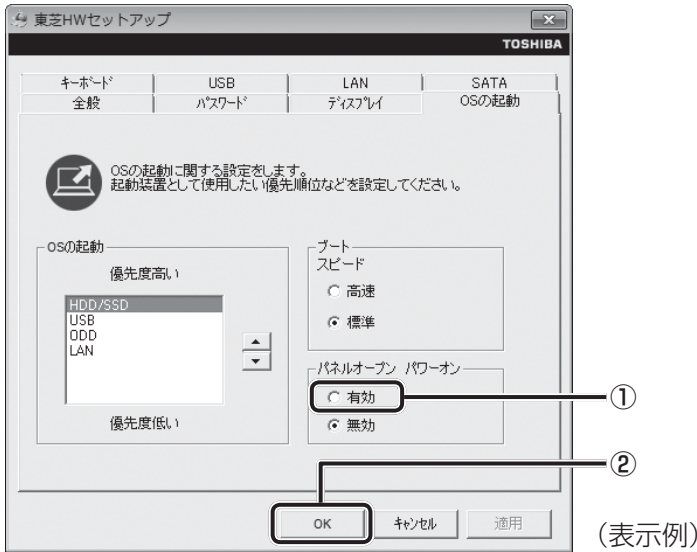 東芝HWセットアップ
TOSHIBA
キーボード USB LAN SATA
全般 パスワード ディスプレイ OSの起動
OSの起動に関する設定をします。
起動装置として使用したい優先順位などを設定してください。
OSの起動
優先度高い
HDD/SSD
USB
ODD
LAN
優先度低い
ブート
スピード
高速
標準
パネルオープン パワーオン
有効
無効
①
②
OK キャンセル 適用
（表示例）